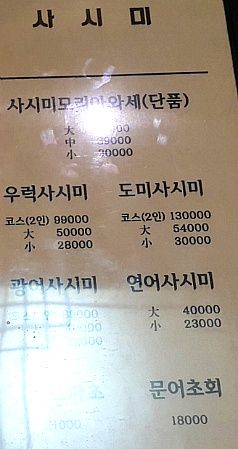 사시미
사시미모리아와세(단품)
大
中 39000
小 30000
우럭사시미 도미사시미
코스(2인) 99000 코스(2인) 130000
大 50000 大 54000
小 28000 小 30000
광어사시미 연어사시미
大 40000
小 23000
문어초회
18000